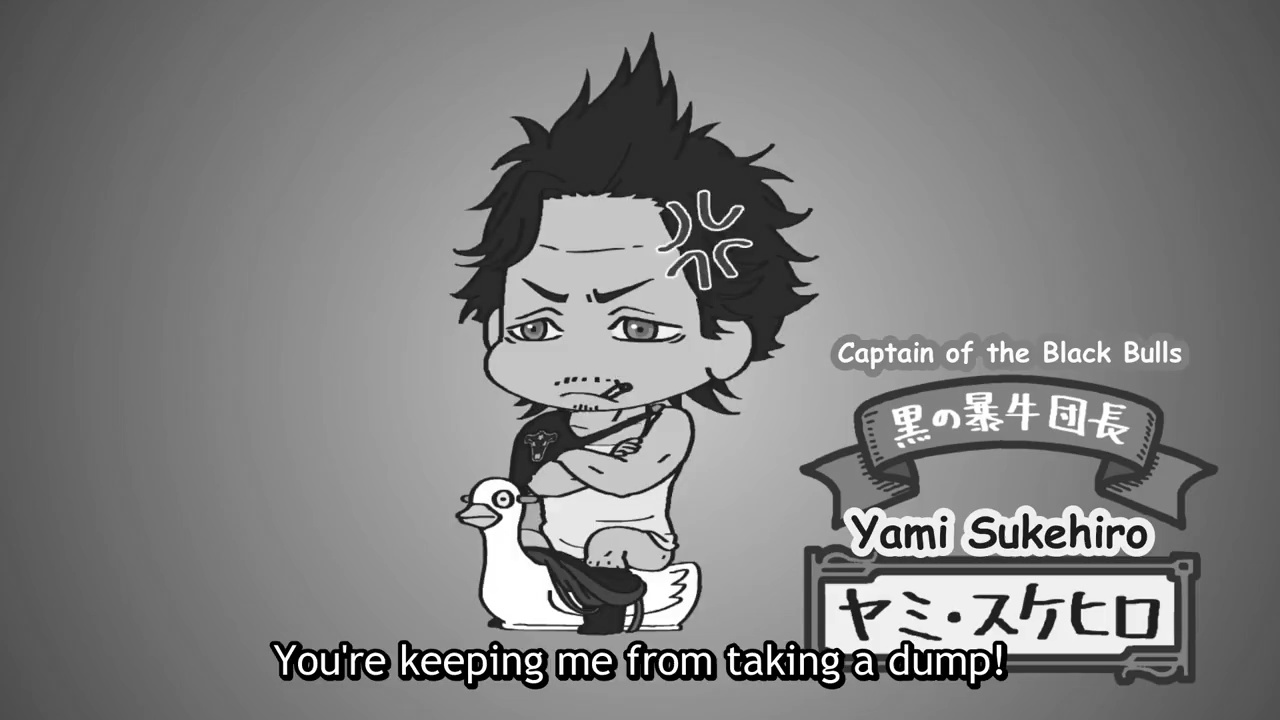 Captain of the Black Bulls
黒の暴牛団長
Yami Sukehiro
ヤミ・スケヒロ
You're keeping me from taking a dump!